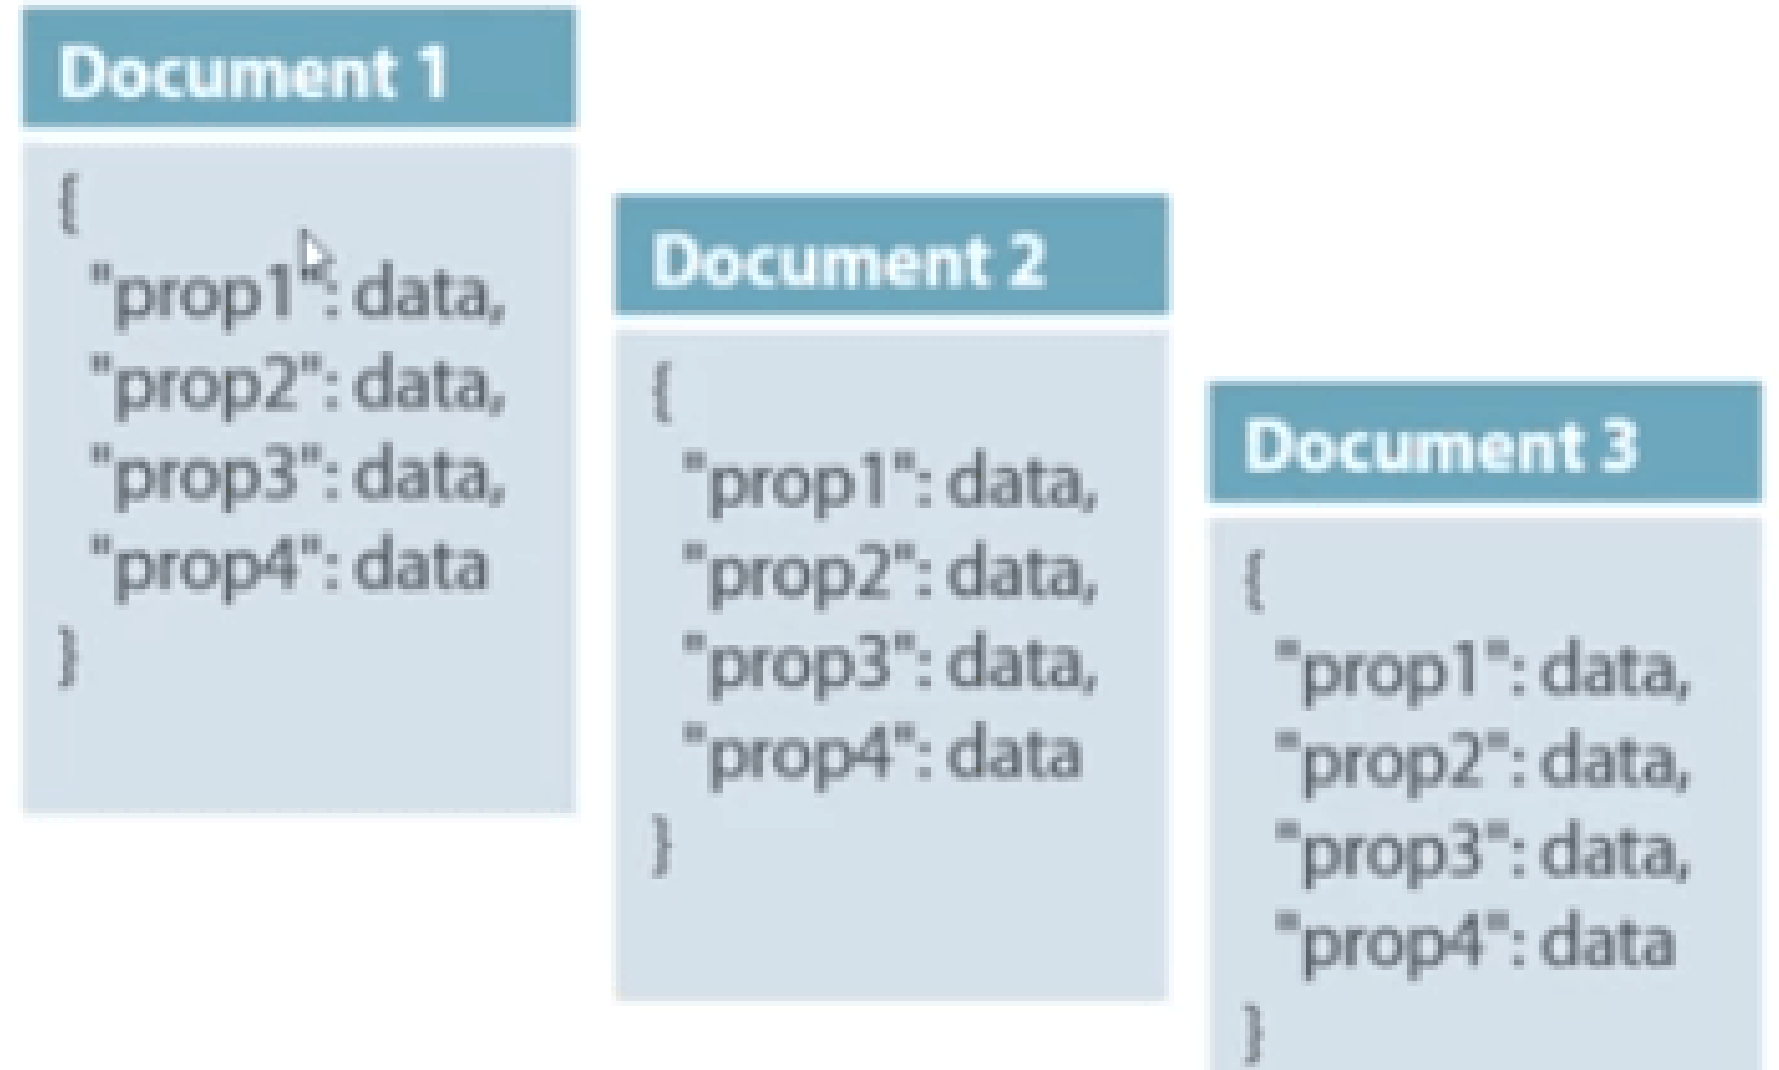 Document 1
{
"prop1": data,
"prop2": data,
"prop3": data,
"prop4": data
}
Document 2
{
"prop1": data,
"prop2": data,
"prop3": data,
"prop4": data
}
Document 3
{
"prop1": data,
"prop2": data,
"prop3": data,
"prop4": data
}